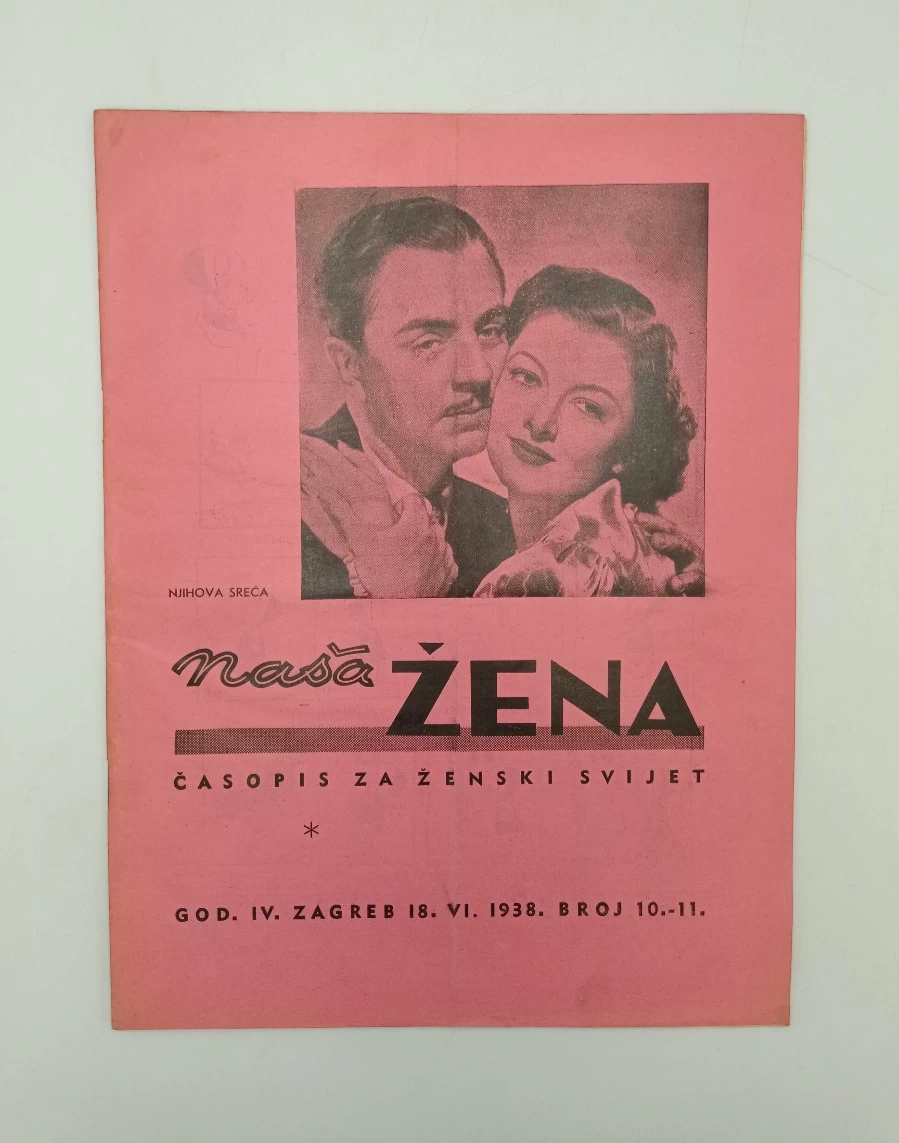 NJIHOVA SREĆA
naša ŽENA
ČASOPIS ZA ŽENSKI SVIJET
*
GOD. IV. ZAGREB 18. VI. 1938. BROJ 10.-11.